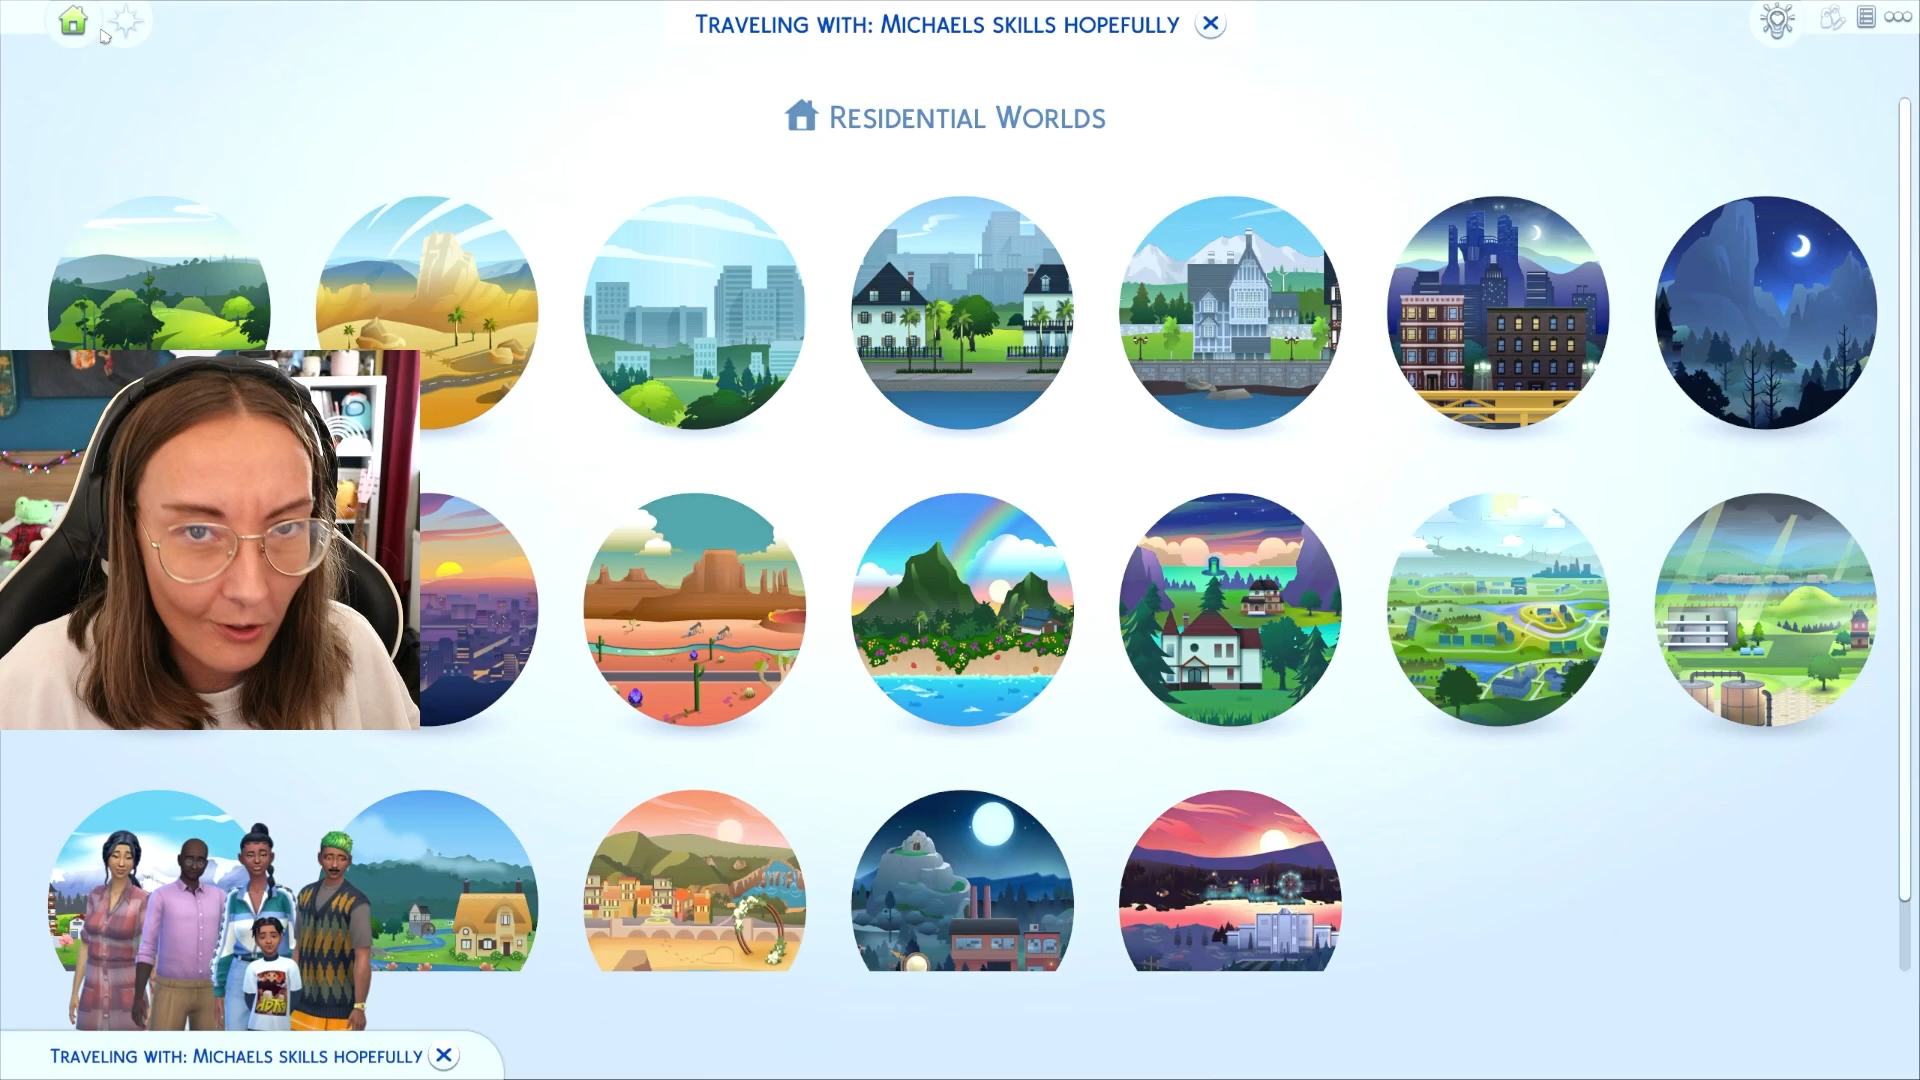 TRAVELING WITH: MICHAELS SKILLS HOPEFULLY
RESIDENTIAL WORLDS
TRAVELING WITH: MICHAELS SKILLS HOPEFULLY